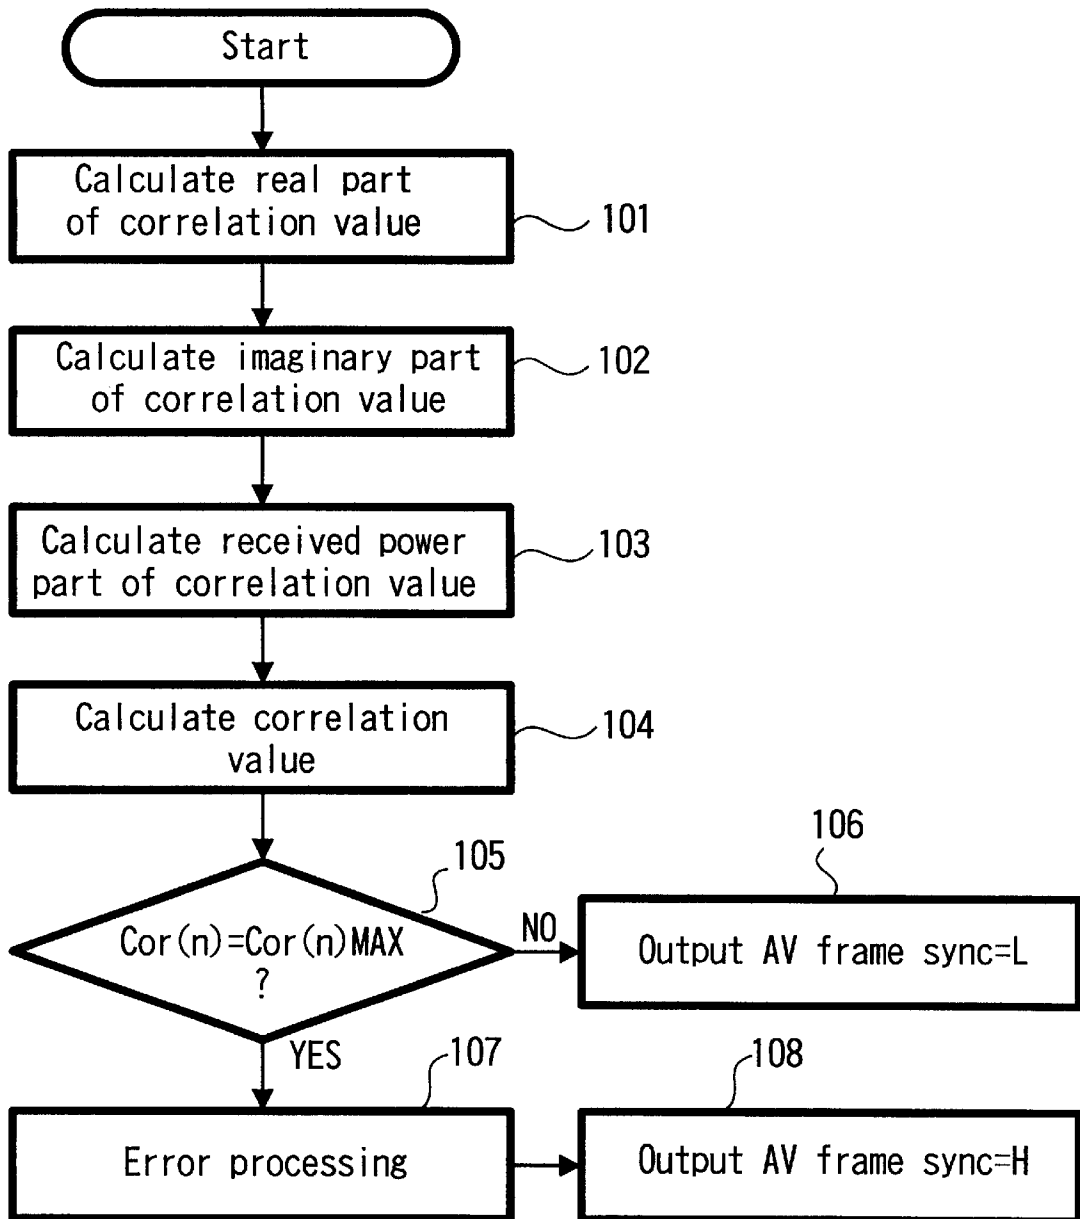 Start
Calculate real part
of correlation value
101
Calculate imaginary part
of correlation value
102
Calculate received power
part of correlation value
103
Calculate correlation
value
104
105
Cor(n)=Cor(n)MAX
?
NO
106
Output AV frame sync=L
YES
107
Error processing
108
Output AV frame sync=H